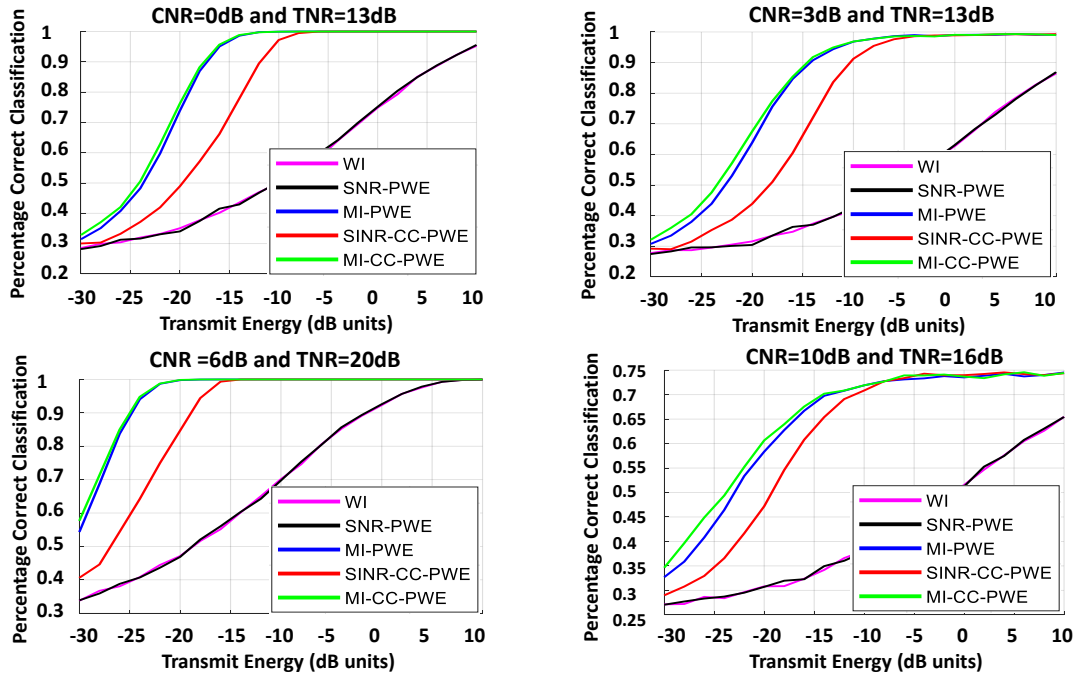 CNR=0dB and TNR=13dB
Percentage Correct Classification
1
0.9
0.8
0.7
0.6
0.5
0.4
0.3
0.2
WI
SNR-PWE
MI-PWE
SINR-CC-PWE
MI-CC-PWE
-30 -25 -20 -15 -10 -5 0 5 10
Transmit Energy (dB units)
CNR=3dB and TNR=13dB
Percentage Correct Classification
1
0.9
0.8
0.7
0.6
0.5
0.4
0.3
0.2
WI
SNR-PWE
MI-PWE
SINR-CC-PWE
MI-CC-PWE
-30 -25 -20 -15 -10 -5 0 5 10
Transmit Energy (dB units)
CNR =6dB and TNR=20dB
Percentage Correct Classification
1
0.9
0.8
0.7
0.6
0.5
0.4
0.3
WI
SNR-PWE
MI-PWE
SINR-CC-PWE
MI-CC-PWE
-30 -25 -20 -15 -10 -5 0 5 10
Transmit Energy (dB units)
CNR=10dB and TNR=16dB
Percentage Correct Classification
0.75
0.7
0.65
0.6
0.55
0.5
0.45
0.4
0.35
0.3
0.25
WI
SNR-PWE
MI-PWE
SINR-CC-PWE
MI-CC-PWE
-30 -25 -20 -15 -10 -5 0 5 10
Transmit Energy (dB units)